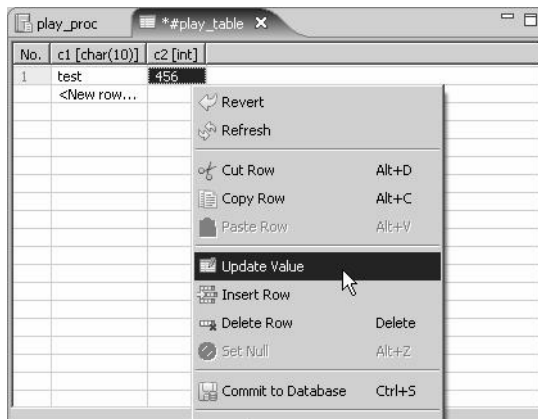 play_proc
*#play_table
No. c1 [char(10)] c2 [int]
1 test 456
<New row...
Revert
Refresh
Cut Row Alt+D
Copy Row Alt+C
Paste Row Alt+V
Update Value
Insert Row
Delete Row Delete
Set Null Alt+Z
Commit to Database Ctrl+S